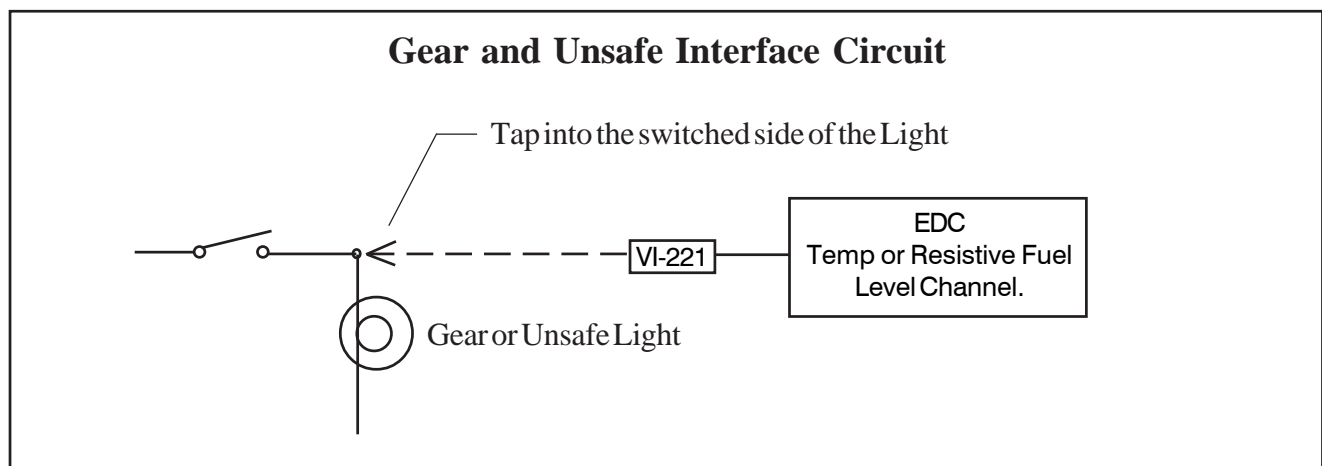 Gear and Unsafe Interface Circuit
Tap into the switched side of the Light
VI-221
EDC
Temp or Resistive Fuel
Level Channel.
Gear or Unsafe Light